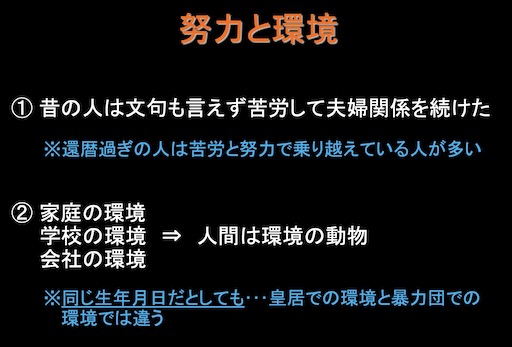 努力と環境
① 昔の人は文句も言えず苦労して夫婦関係を続けた
※還暦過ぎの人は苦労と努力で乗り越えている人が多い
② 家庭の環境
学校の環境 ⇒ 人間は環境の動物
会社の環境
※同じ生年月日だとしても･･･皇居での環境と暴力団での
環境では違う